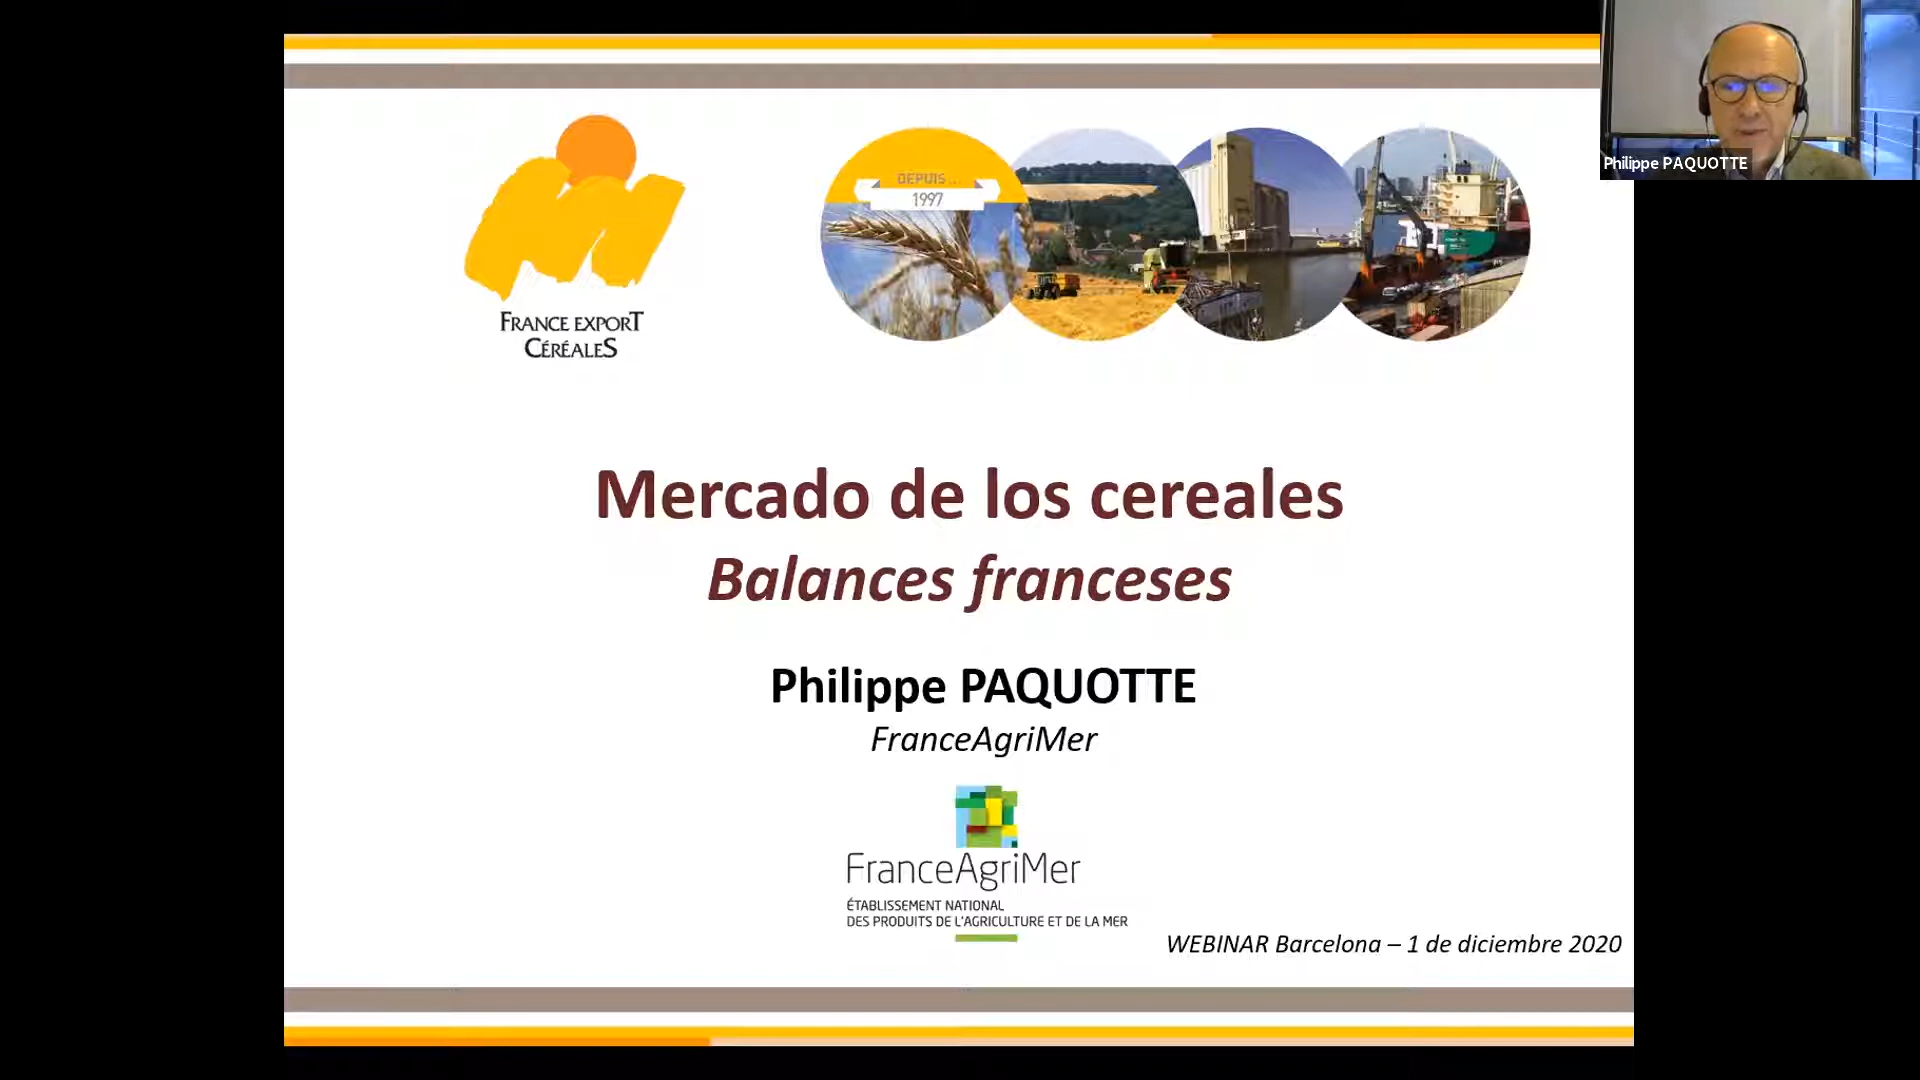 Philippe PAQUOTTE
DEPUIS...
1997
FRANCE EXPORT
CÉRÉALES
Mercado de los cereales
Balances franceses
Philippe PAQUOTTE
FranceAgriMer
FranceAgriMer
ÉTABLISSEMENT NATIONAL
DES PRODUITS DE L'AGRICULTURE ET DE LA MER
WEBINAR Barcelona – 1 de diciembre 2020